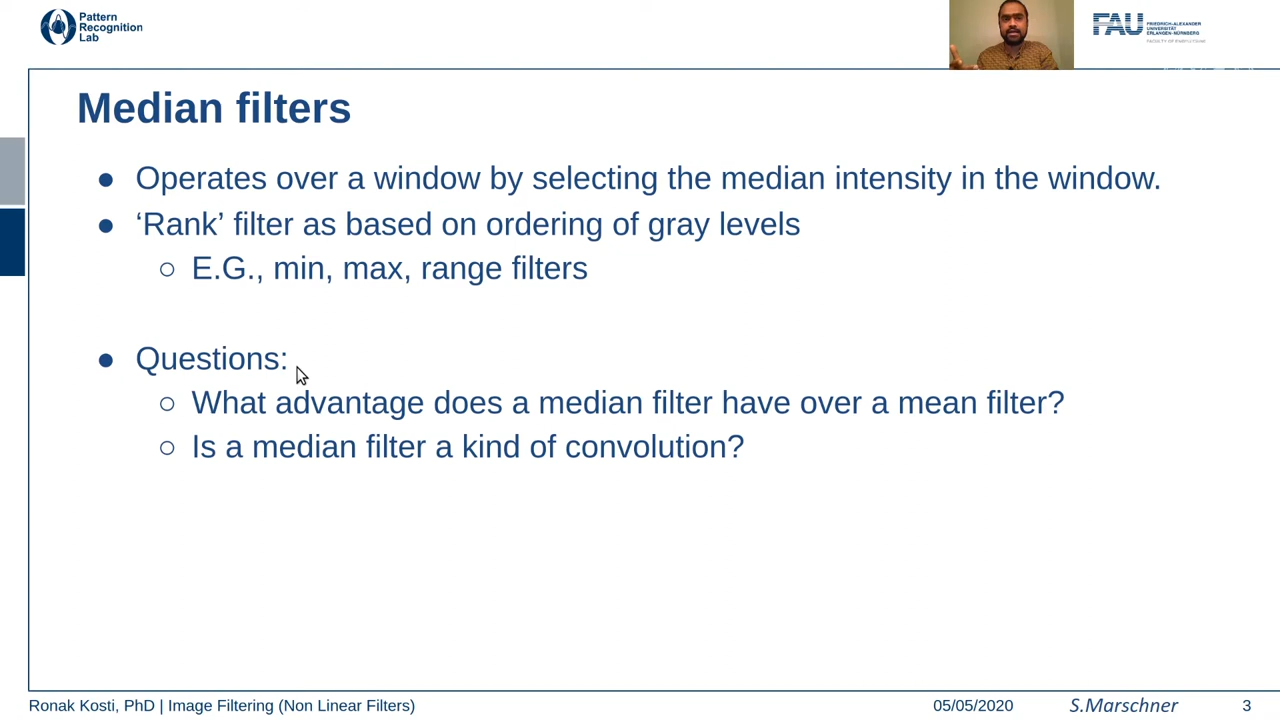 Pattern
Recognition
Lab
FAU
FRIEDRICH-ALEXANDER
UNIVERSITÄT
ERLANGEN-NÜRNBERG
Median filters
● Operates over a window by selecting the median intensity in the window.
● ‘Rank’ filter as based on ordering of gray levels
○ E.G., min, max, range filters
● Questions:
○ What advantage does a median filter have over a mean filter?
○ Is a median filter a kind of convolution?
Ronak Kosti, PhD | Image Filtering (Non Linear Filters)
05/05/2020
S.Marschner
3